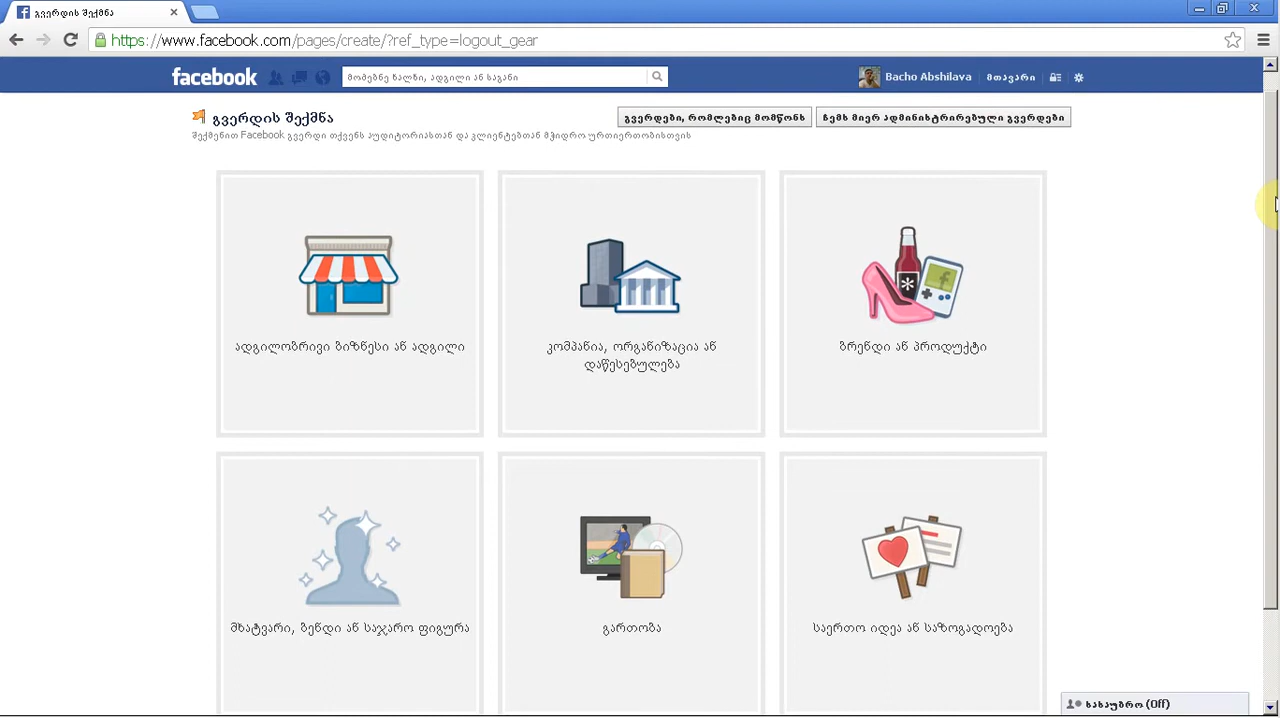 გვერდის შექმნა
https://www.facebook.com/pages/create/?ref_type=logout_gear
facebook
მოძებნე ხალხი, ადგილი ან საგანი
Bacho Abshilava
მთავარი
გვერდის შექმნა
გვერდები, რომლებიც მომწონს
ჩემს მიერ ადმინისტრირებული გვერდები
შექმენით Facebook გვერდი თქვენს აუდიტორიასთან და კლიენტებთან მჭიდრო ურთიერთობისთვის
ადგილობრივი ბიზნესი ან ადგილი
კომპანია, ორგანიზაცია ან
დაწესებულება
ბრენდი ან პროდუქტი
მხატვარი, ბენდი ან საჯარო ფიგურა
გართობა
საერთო იდეა ან საზოგადოება
სასაუბრო (Off)